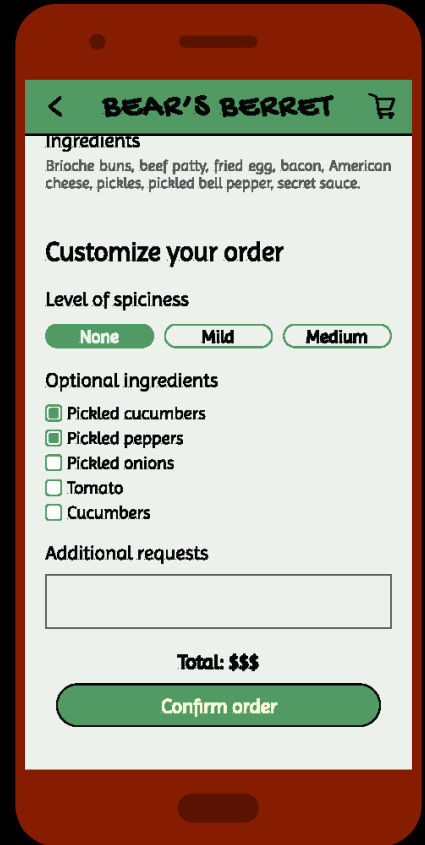 BEAR'S BERRET
Ingredients
Brioche buns, beef patty, fried egg, bacon, American
cheese, pickles, pickled bell pepper, secret sauce.
Customize your order
Level of spiciness
None Mild Medium
Optional ingredients
Pickled cucumbers
Pickled peppers
Pickled onions
Tomato
Cucumbers
Additional requests
Total: $$$
Confirm order